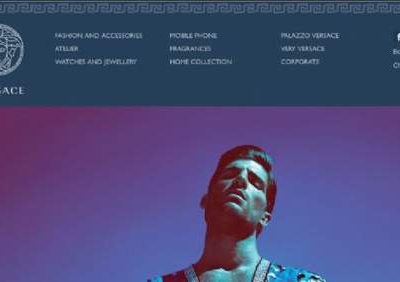 FASHION AND ACCESSORIES
ATELIER
WATCHES AND JEWELLERY
MOBILE PHONE
FRAGRANCES
HOME COLLECTION
PALAZZO VERSACE
VERY VERSACE
CORPORATE
SACE